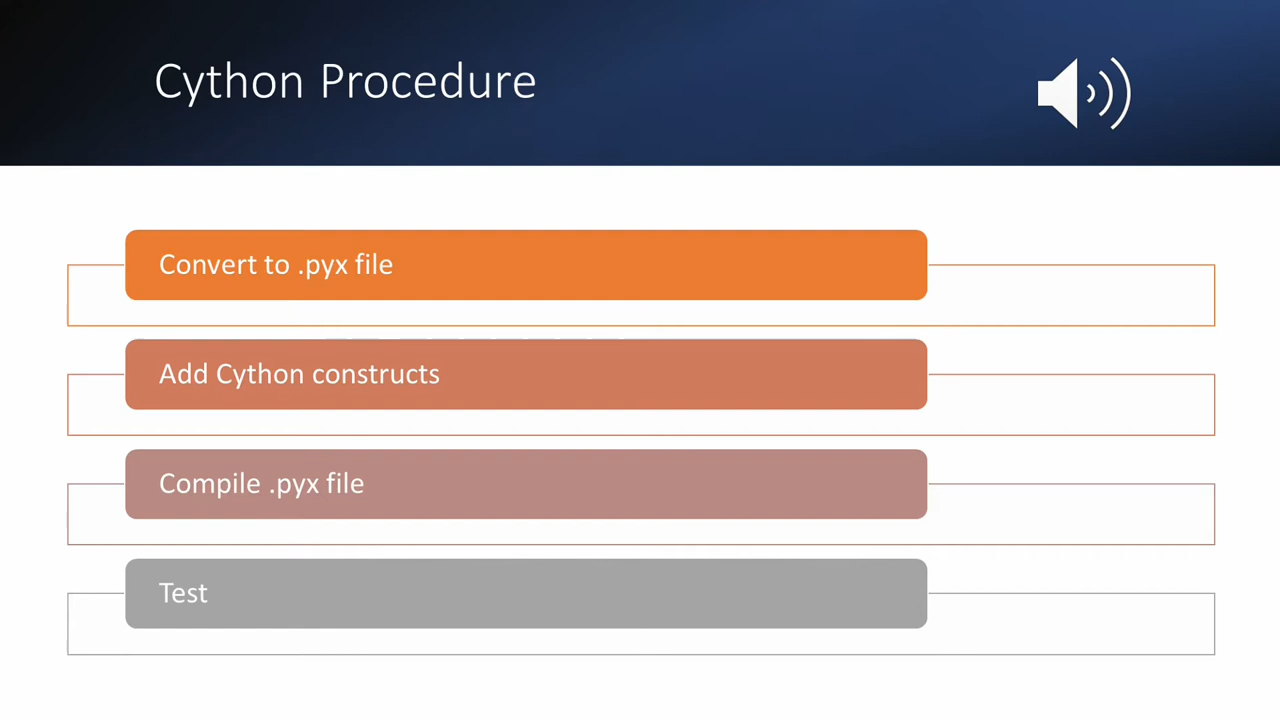 Cython Procedure
Convert to .pyx file
Add Cython constructs
Compile .pyx file
Test